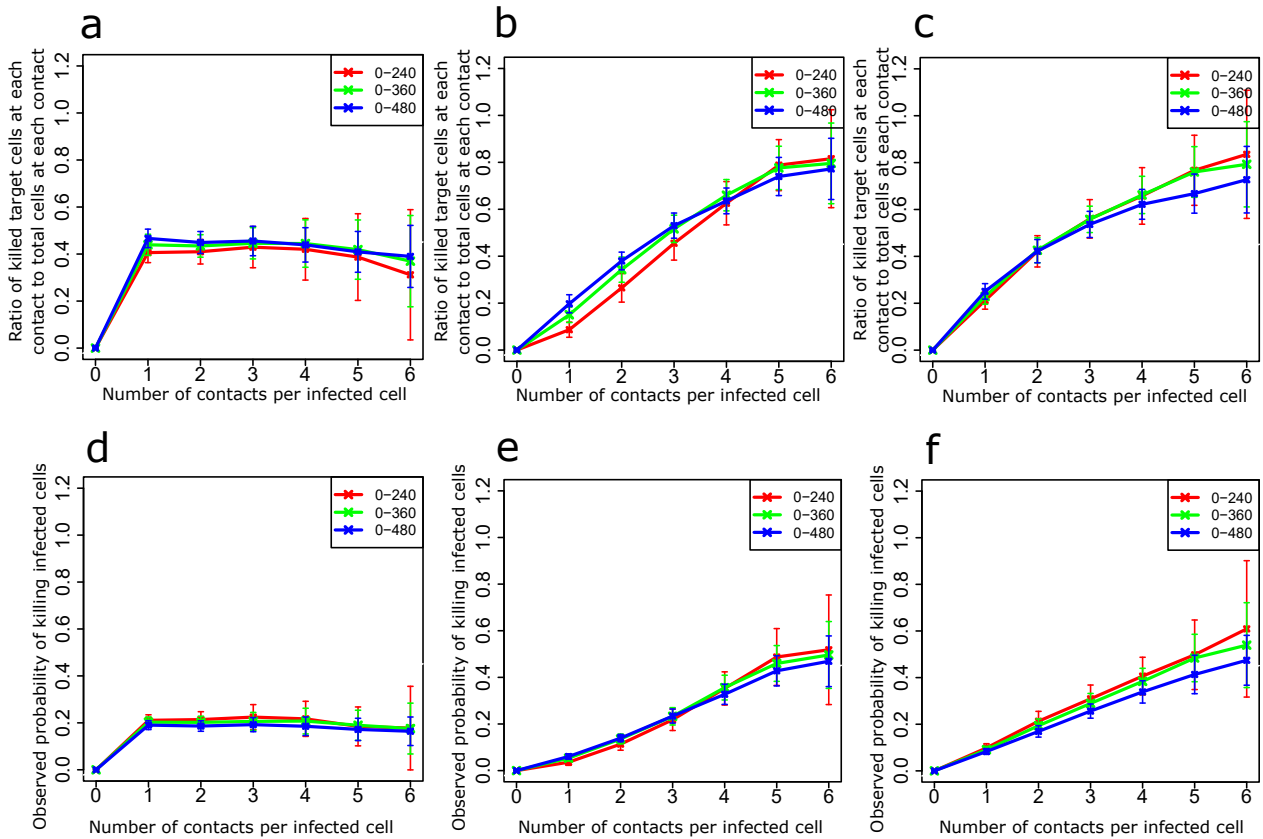 a
Ratio of killed target cells at each
contact to total cells at each contact
1.2
1.0
0.8
0.6
0.4
0.2
0.0
0-240
0-360
0-480
0 1 2 3 4 5 6
Number of contacts per infected cell
b
Ratio of killed target cells at each
contact to total cells at each contact
1.2
1.0
0.8
0.6
0.4
0.2
0.0
0-240
0-360
0-480
0 1 2 3 4 5 6
Number of contacts per infected cell
c
Ratio of killed target cells at each
contact to total cells at each contact
1.2
1.0
0.8
0.6
0.4
0.2
0.0
0-240
0-360
0-480
0 1 2 3 4 5 6
Number of contacts per infected cell
d
Observed probability of killing infected cells
1.2
1.0
0.8
0.6
0.4
0.2
0.0
0-240
0-360
0-480
0 1 2 3 4 5 6
Number of contacts per infected cell
e
Observed probability of killing infected cells
1.2
1.0
0.8
0.6
0.4
0.2
0.0
0-240
0-360
0-480
0 1 2 3 4 5 6
Number of contacts per infected cell
f
Observed probability of killing infected cells
1.2
1.0
0.8
0.6
0.4
0.2
0.0
0-240
0-360
0-480
0 1 2 3 4 5 6
Number of contacts per infected cell